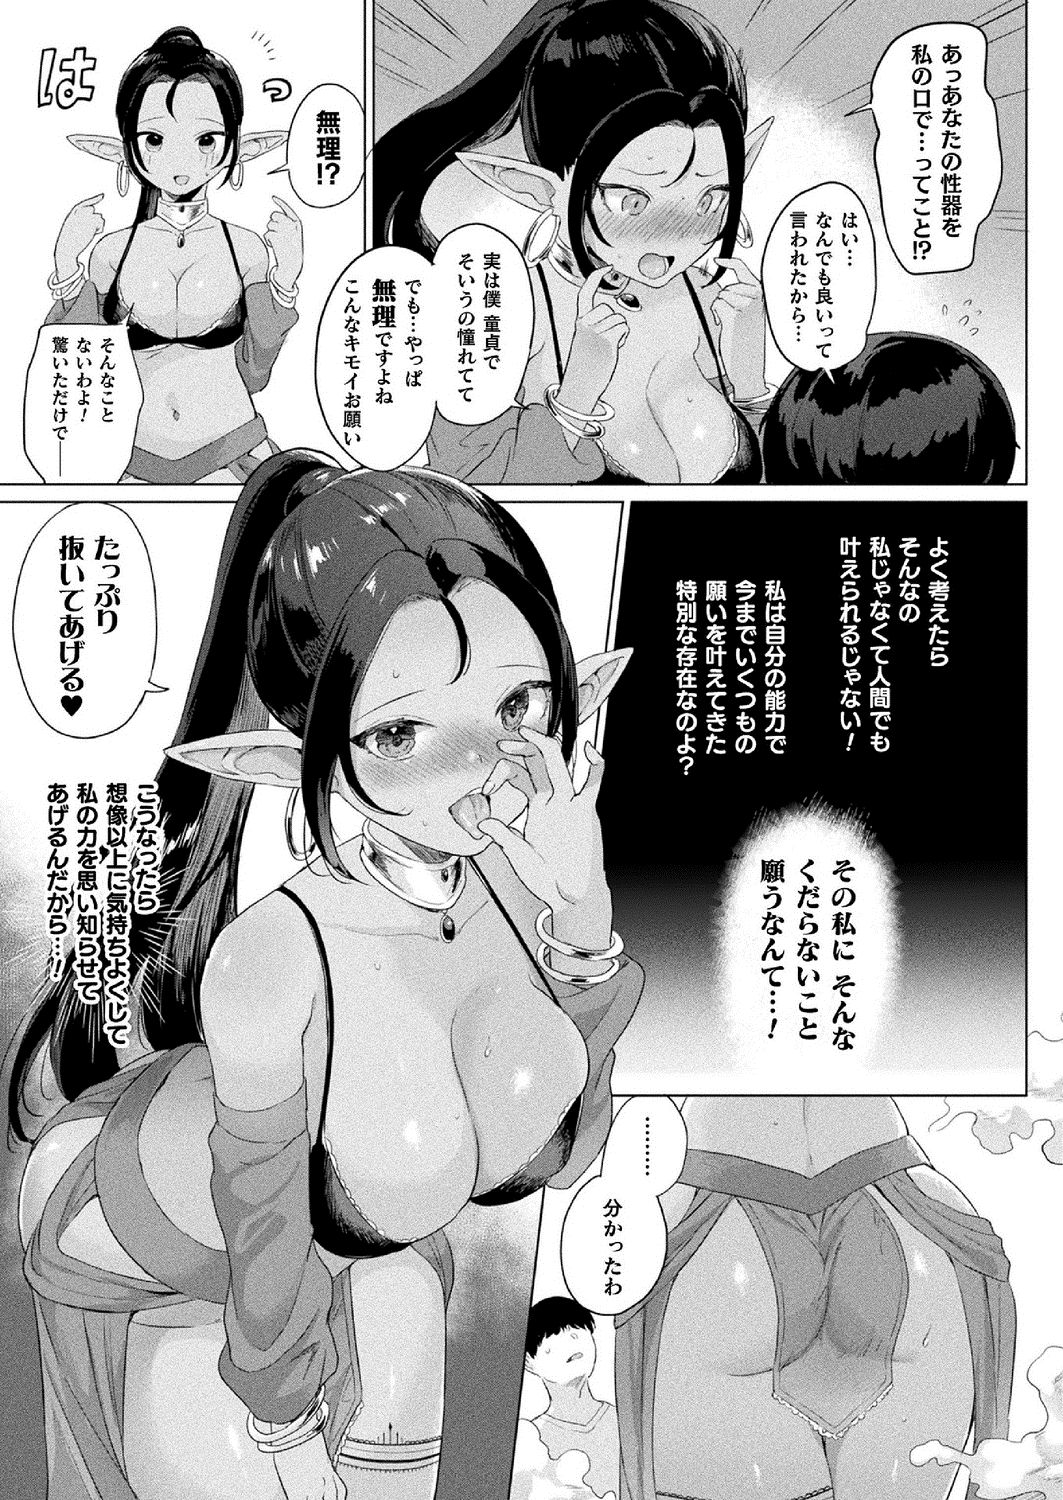 あっあなたの性器を
私の口で…ってこと!?
はい…
なんでも良いって
言われたから…
実は僕 童貞で
そいうの憧れてて
でも…やっぱ
無理ですよね
こんなキモイお願い
無理!?
はっ
そんなこと
ないわよ!
驚いただけで──
よく考えたら
そんなの
私じゃなくて人間でも
叶えられるじゃない!
私は自分の能力で
今までいくつもの
願いを叶えてきた
特別な存在なのよ?
その私に そんな
くだらないこと
願うなんて…!
………
分かったわ
たっぷり
抜いてあげる♥
こうなったら
想像以上に気持ちよくして
私の力を思い知らせて
あげるんだから…!